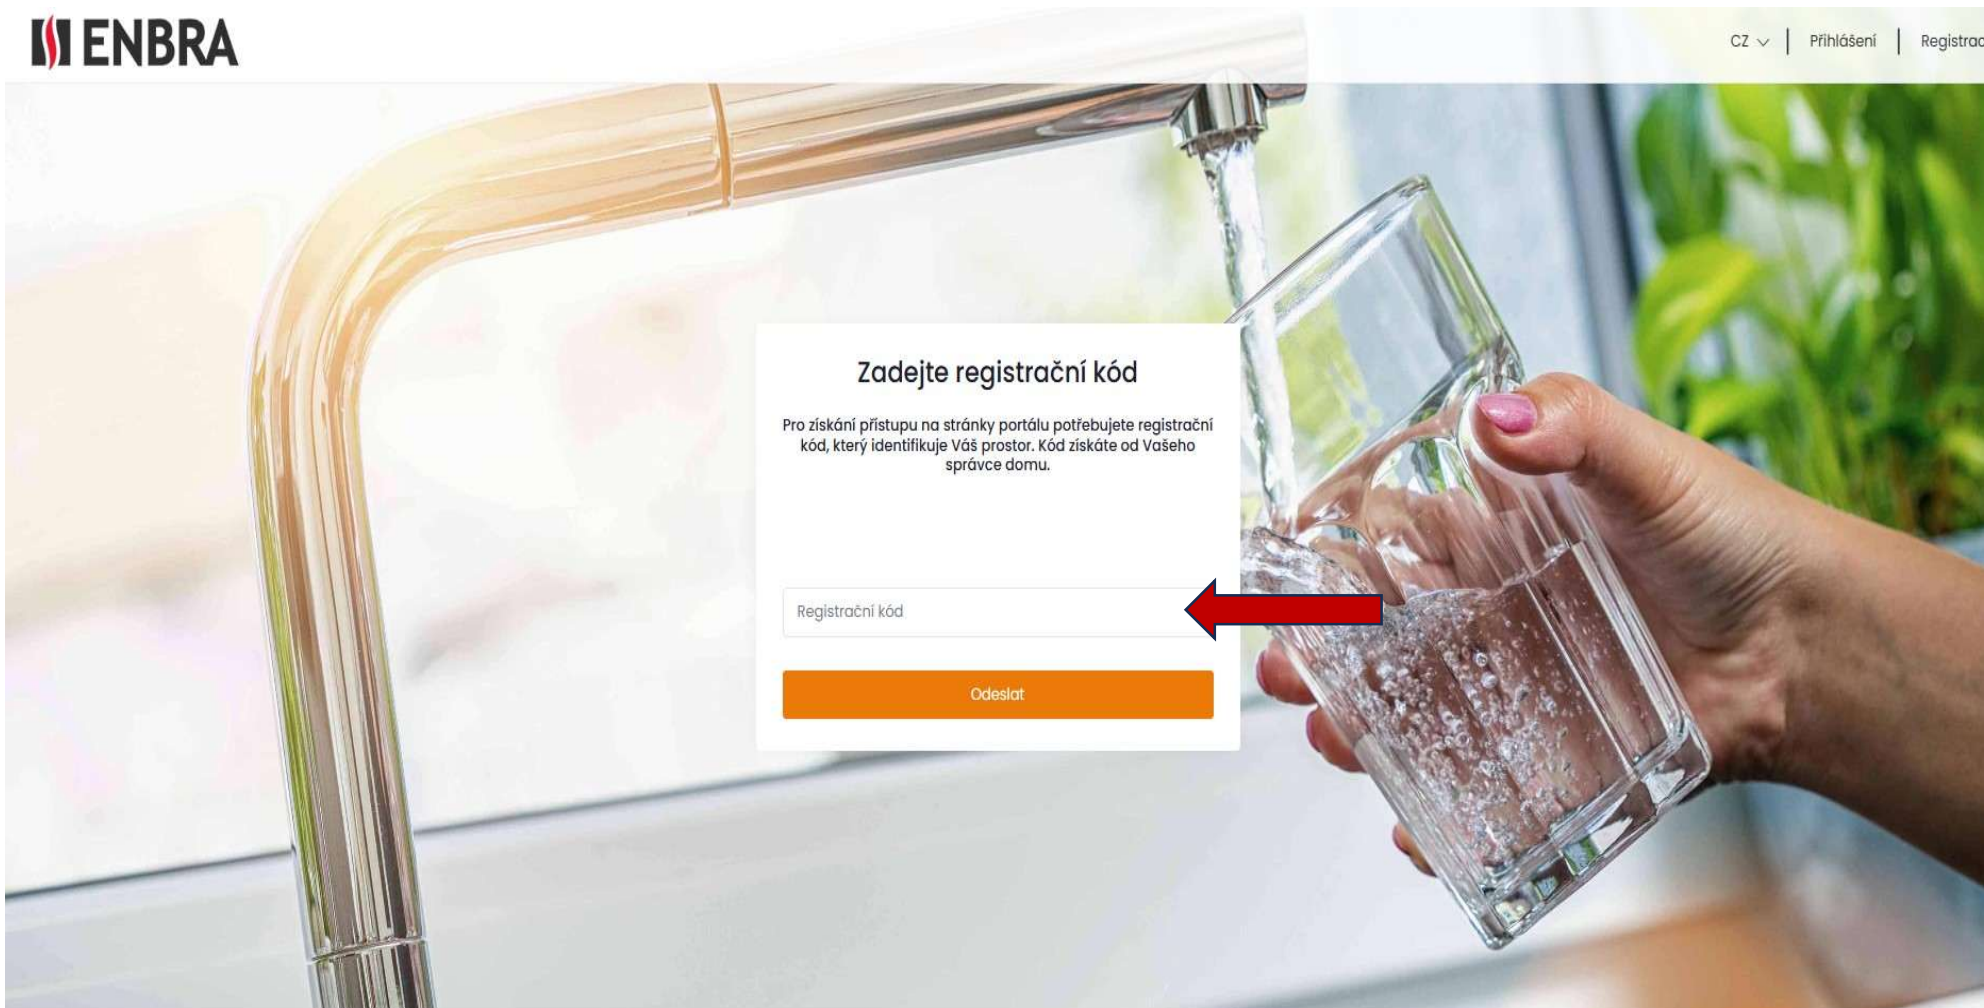 ENBRA
CZ
Přihlášení
Registrac
Zadejte registrační kód
Pro získání přístupu na stránky portálu potřebujete registrační
kód, který identifikuje Váš prostor. Kód získáte od Vašeho
správce domu.
Registrační kód
Odeslat